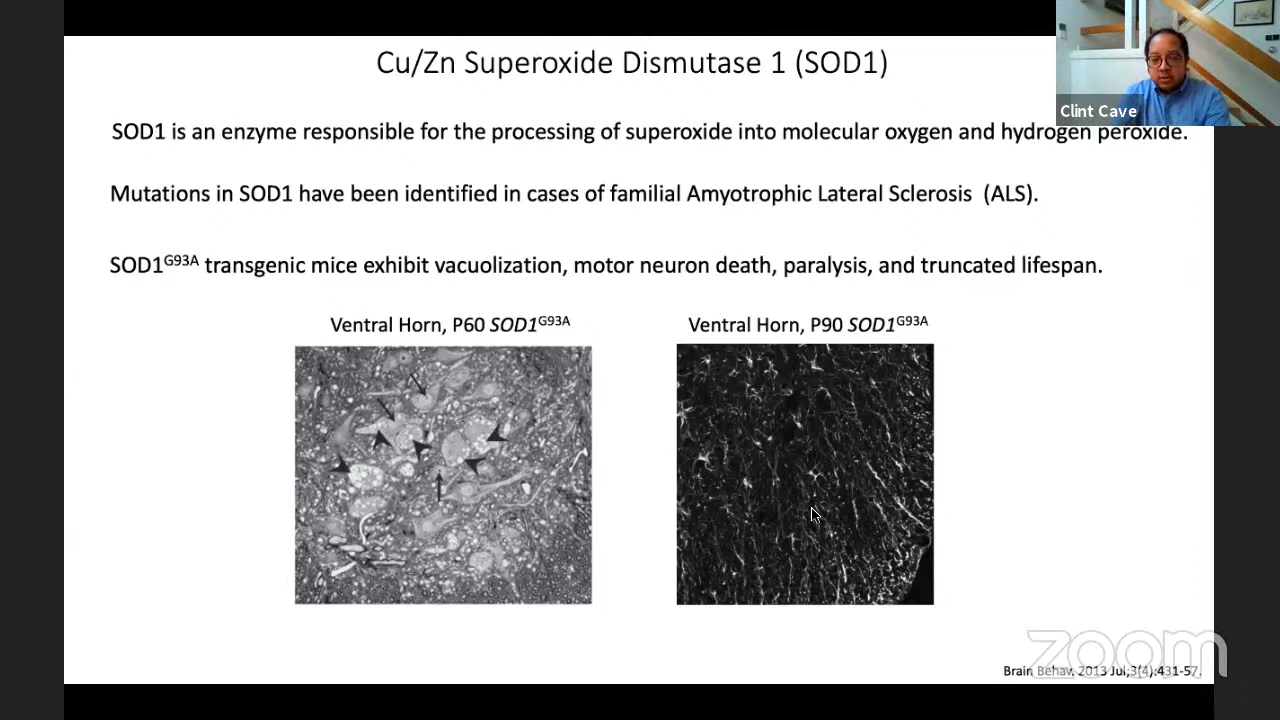 Cu/Zn Superoxide Dismutase 1 (SOD1)
Clint Cave
SOD1 is an enzyme responsible for the processing of superoxide into molecular oxygen and hydrogen peroxide.
Mutations in SOD1 have been identified in cases of familial Amyotrophic Lateral Sclerosis (ALS).
SOD1G93A transgenic mice exhibit vacuolization, motor neuron death, paralysis, and truncated lifespan.
Ventral Horn, P60 SOD1G93A
Ventral Horn, P90 SOD1G93A
zoom
Brain Behav, 2013 Jul;3(4):431-57.